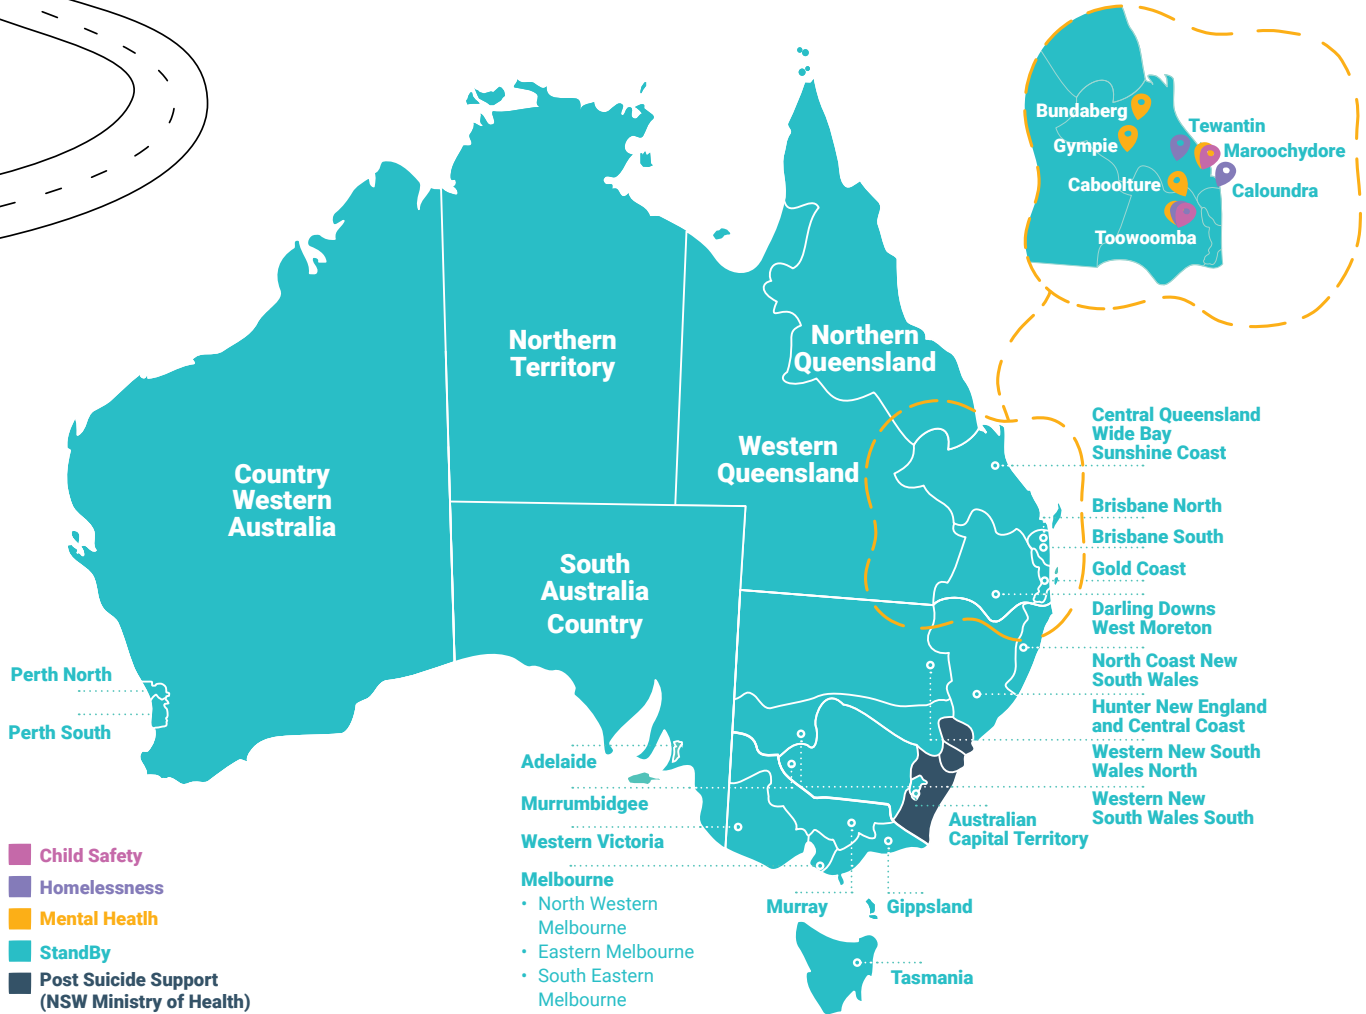 Bundaberg
Gympie
Caboolture
Toowoomba
Tewantin
Maroochydore
Caloundra
Northern
Territory
Northern
Queensland
Western
Queensland
Country
Western
Australia
South
Australia
Country
Central Queensland
Wide Bay
Sunshine Coast
Brisbane North
Brisbane South
Gold Coast
Darling Downs
West Moreton
North Coast New
South Wales
Hunter New England
and Central Coast
Western New South
Wales North
Western New
South Wales South
Australian
Capital Territory
Perth North
Perth South
Adelaide
Murrumbidgee
Western Victoria
Melbourne
• North Western
Melbourne
• Eastern Melbourne
• South Eastern
Melbourne
Murray
Gippsland
Tasmania
Child Safety
Homelessness
Mental Heatlh
StandBy
Post Suicide Support
(NSW Ministry of Health)